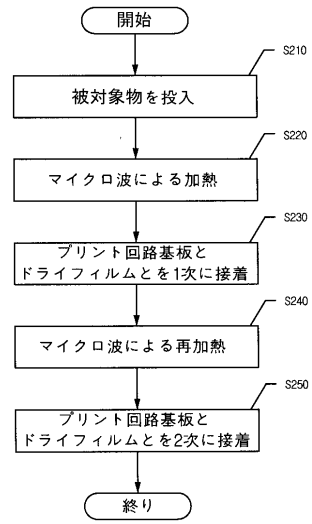 開始
S210
被対象物を投入
S220
マイクロ波による加熱
S230
プリント回路基板と
ドライフィルムとを1次に接着
S240
マイクロ波による再加熱
S250
プリント回路基板と
ドライフィルムとを2次に接着
終り